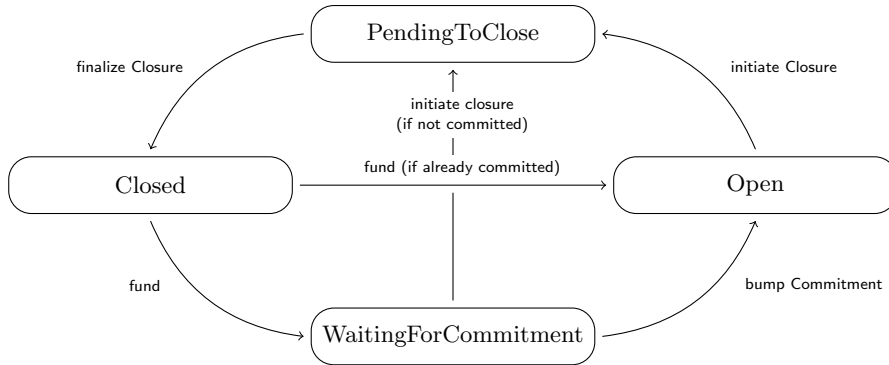 PendingToClose
finalize Closure
initiate Closure
initiate closure
(if not committed)
fund (if already committed)
Closed
Open
fund
bump Commitment
WaitingForCommitment